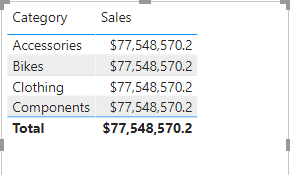 Category Sales
Accessories $77,548,570.2
Bikes $77,548,570.2
Clothing $77,548,570.2
Components $77,548,570.2
Total $77,548,570.2